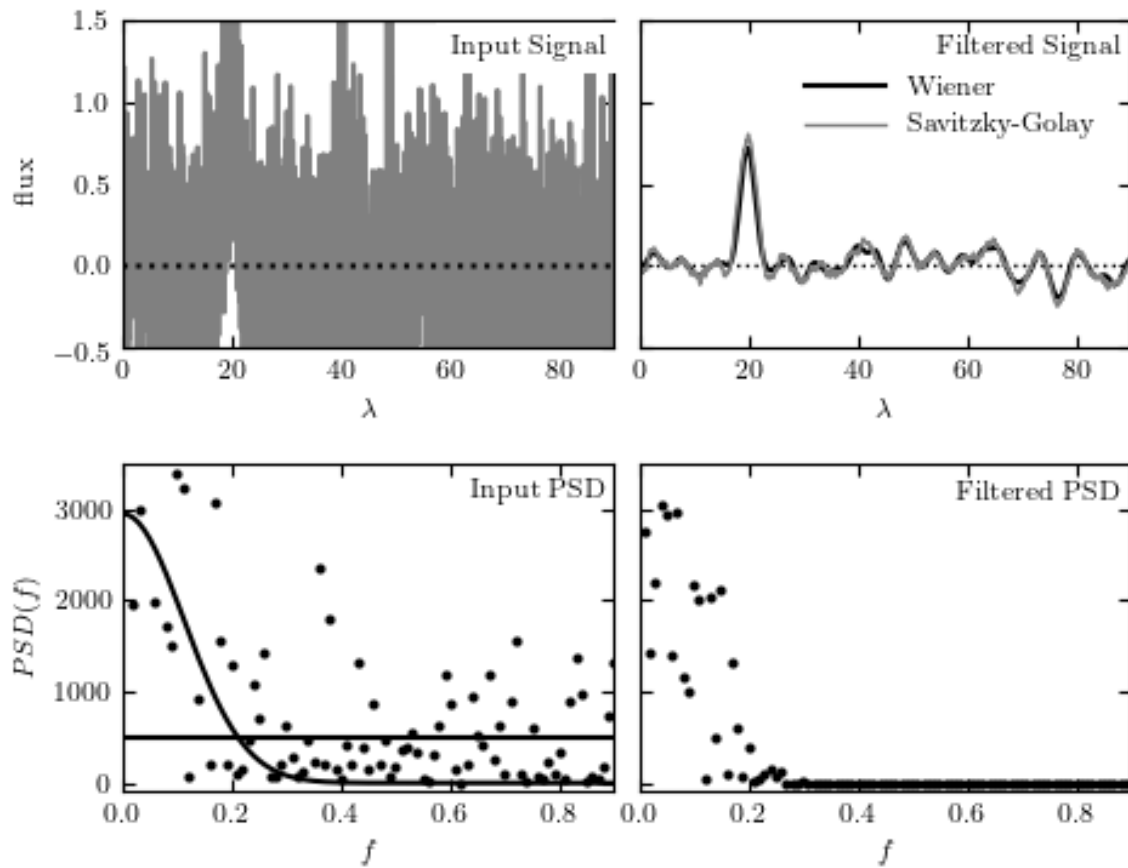 Input Signal
1.5
1.0
0.5
0.0
−0.5
flux
0 20 40 60 80
λ
Filtered Signal
Wiener
Savitzky-Golay
0 20 40 60 80
λ
Input PSD
3000
2000
1000
0
PSD(f)
0.0 0.2 0.4 0.6 0.8
f
Filtered PSD
0.0 0.2 0.4 0.6 0.8
f